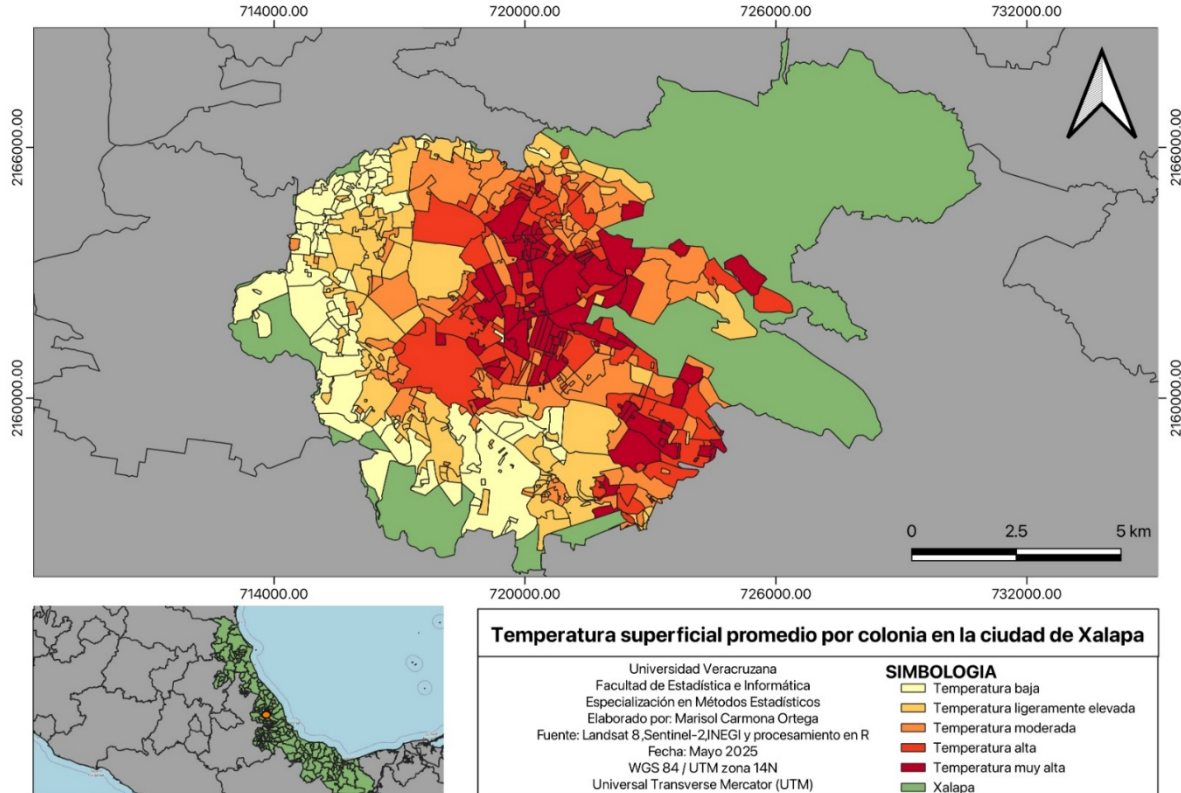 714000.00 720000.00 726000.00 732000.00
2166000.00 2166000.00
2160000.00 2160000.00
0 2.5 5 km
714000.00 720000.00 726000.00 732000.00
Temperatura superficial promedio por colonia en la ciudad de Xalapa
Universidad Veracruzana
Facultad de Estadística e Informática
Especialización en Métodos Estadísticos
Elaborado por: Marisol Carmona Ortega
Fuente: Landsat 8,Sentinel-2,INEGI y procesamiento en R
Fecha: Mayo 2025
WGS 84 / UTM zona 14N
Universal Transverse Mercator (UTM)
SIMBOLOGIA
Temperatura baja
Temperatura ligeramente elevada
Temperatura moderada
Temperatura alta
Temperatura muy alta
Xalapa